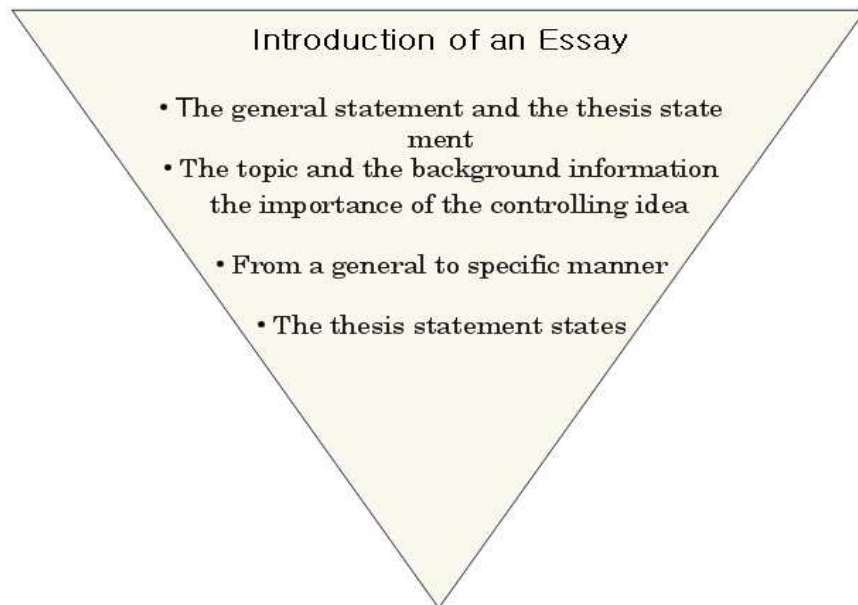 Introduction of an Essay
• The general statement and the thesis state
ment
• The topic and the background information
the importance of the controlling idea
• From a general to specific manner
• The thesis statement states